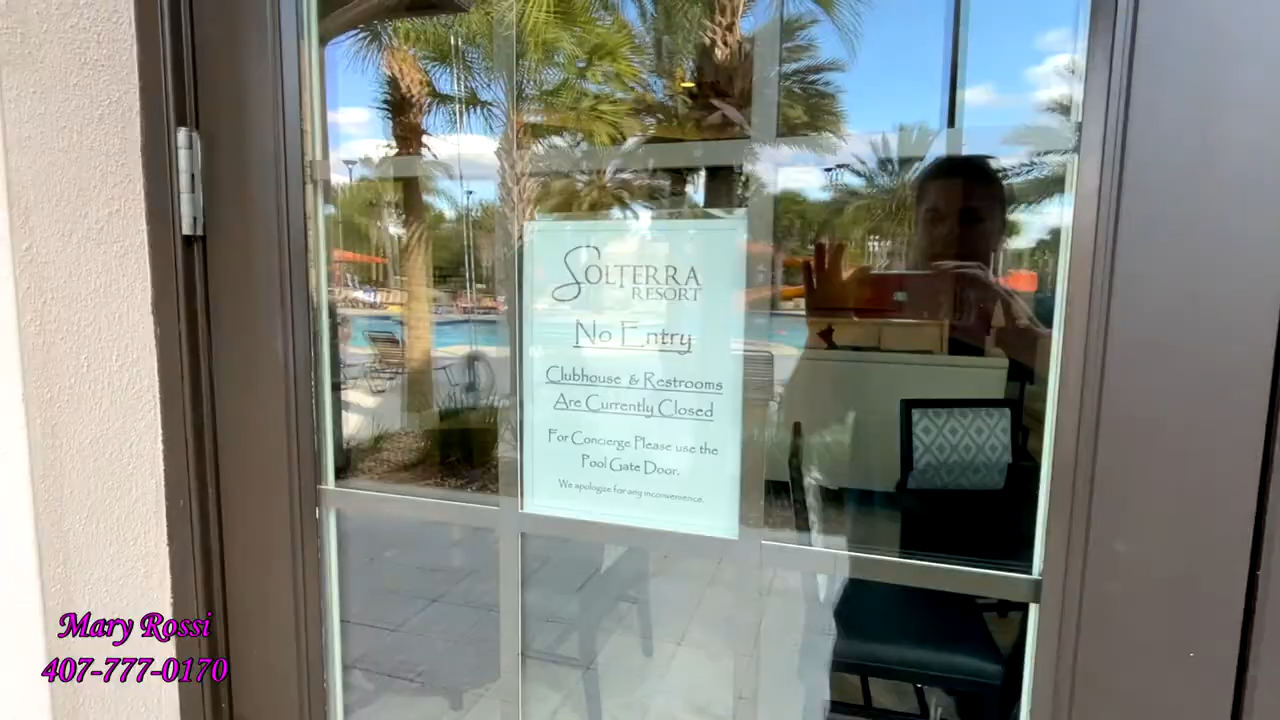 SOLTERRA
RESORT
No Entry
Clubhouse & Restrooms
Are Currently Closed
For Concierge Please use the
Pool Gate Door.
We apologize for any inconvenience.
Mary Rossi
407-777-0170